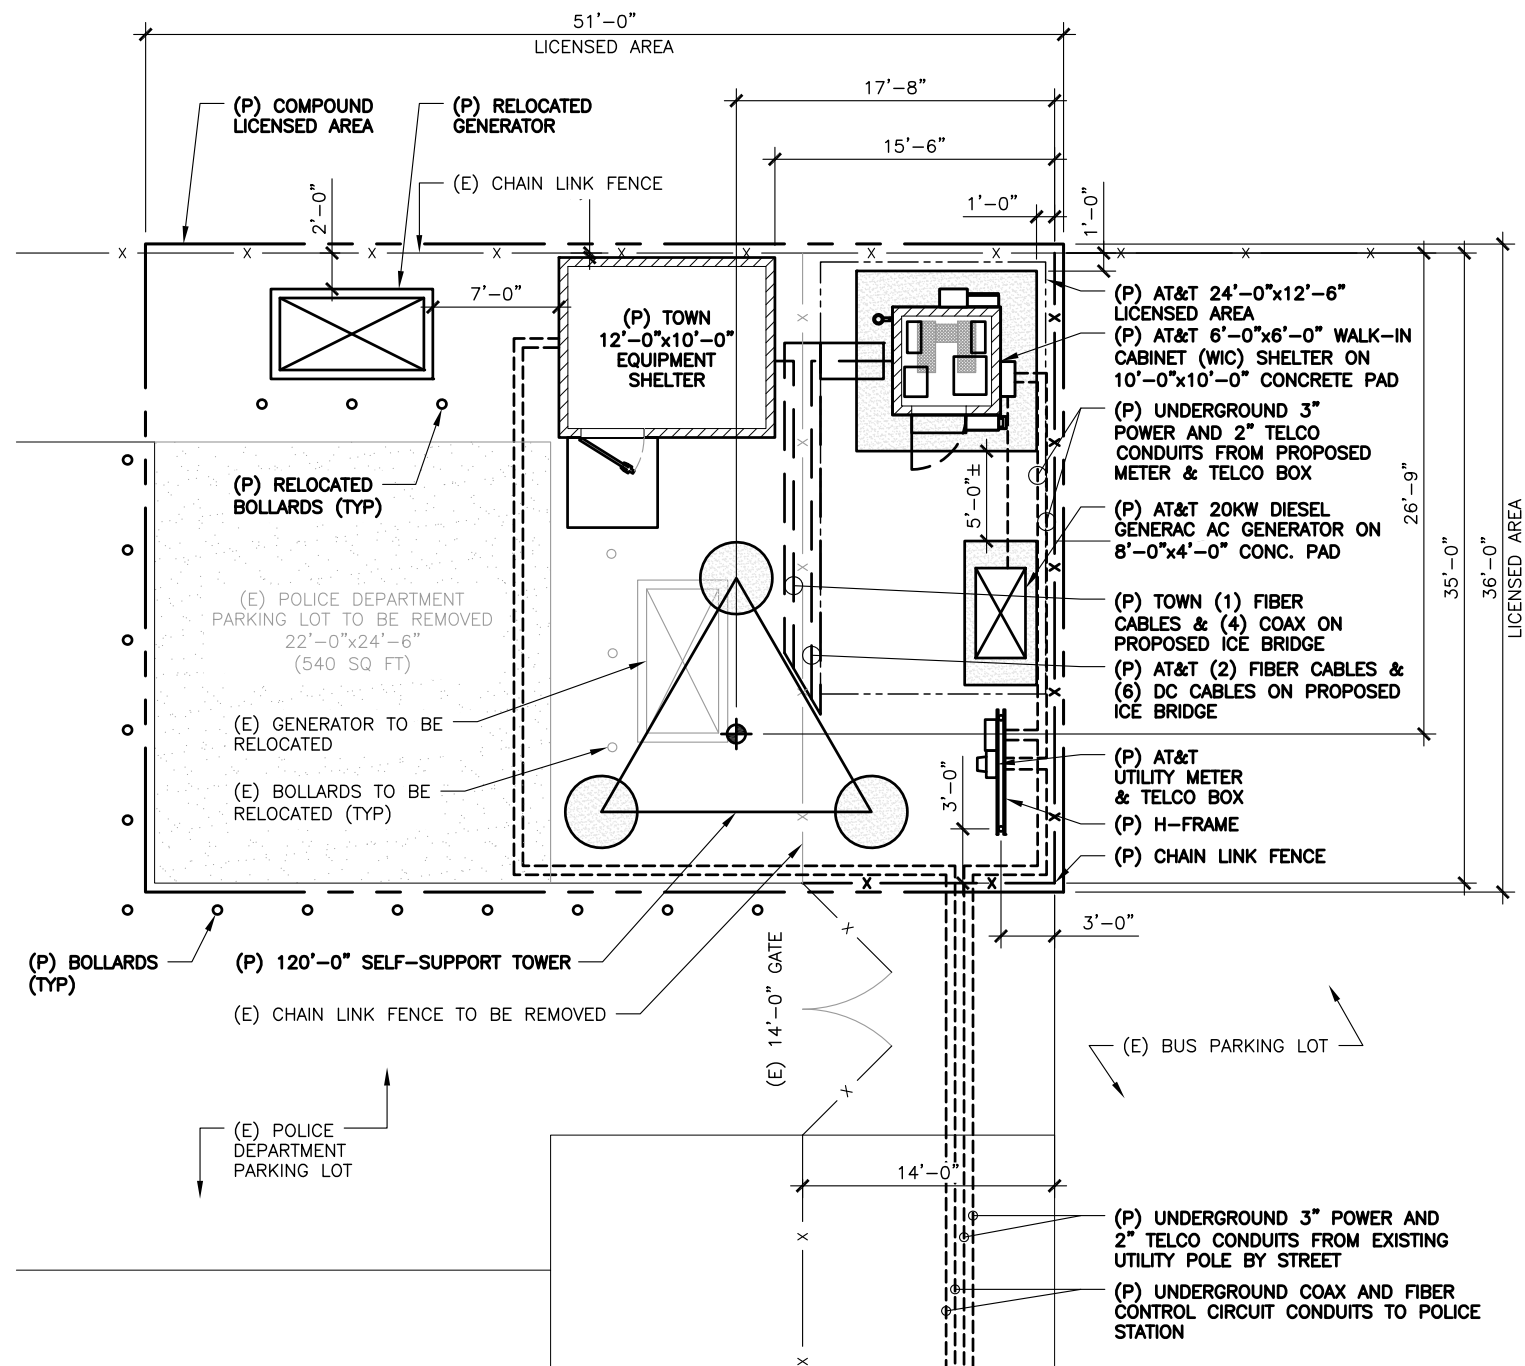 51'-0"
LICENSED AREA
17'-8"
(P) COMPOUND
LICENSED AREA
(P) RELOCATED
GENERATOR
15'-6"
(E) CHAIN LINK FENCE
2'-0"
1'-0"
1'-0"
X X X X X X X X X X X
7'-0"
(P) TOWN
12'-0"x10'-0"
EQUIPMENT
SHELTER
(P) AT&T 24'-0"x12'-6"
LICENSED AREA
(P) AT&T 6'-0"x6'-0" WALK-IN
CABINET (WIC) SHELTER ON
10'-0"x10'-0" CONCRETE PAD
(P) UNDERGROUND 3"
POWER AND 2" TELCO
CONDUITS FROM PROPOSED
METER & TELCO BOX
(P) RELOCATED
BOLLARDS (TYP)
5'-0"±
26'-9"
35'-0"
36'-0"
LICENSED AREA
(P) AT&T 20KW DIESEL
GENERAC AC GENERATOR ON
8'-0"x4'-0" CONC. PAD
(E) POLICE DEPARTMENT
PARKING LOT TO BE REMOVED
22'-0"x24'-6"
(540 SQ FT)
(P) TOWN (1) FIBER
CABLES & (4) COAX ON
PROPOSED ICE BRIDGE
(P) AT&T (2) FIBER CABLES &
(6) DC CABLES ON PROPOSED
ICE BRIDGE
(E) GENERATOR TO BE
RELOCATED
(E) BOLLARDS TO BE
RELOCATED (TYP)
3'-0"
(P) AT&T
UTILITY METER
& TELCO BOX
(P) H-FRAME
(P) CHAIN LINK FENCE
3'-0"
(P) BOLLARDS
(TYP)
(P) 120'-0" SELF-SUPPORT TOWER
(E) CHAIN LINK FENCE TO BE REMOVED
(E) 14'-0" GATE
(E) BUS PARKING LOT
(E) POLICE
DEPARTMENT
PARKING LOT
14'-0"
(P) UNDERGROUND 3" POWER AND
2" TELCO CONDUITS FROM EXISTING
UTILITY POLE BY STREET
(P) UNDERGROUND COAX AND FIBER
CONTROL CIRCUIT CONDUITS TO POLICE
STATION